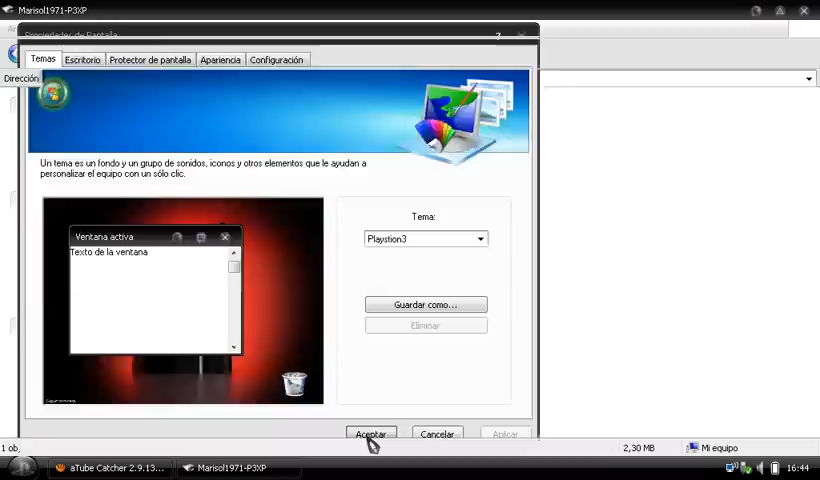 Marisol1971-P3XP
Propiedades de Pantalla
?
Temas
Escritorio
Protector de pantalla
Apariencia
Configuración
Dirección
Un tema es un fondo y un grupo de sonidos, iconos y otros elementos que le ayudan a
personalizar el equipo con un sólo clic.
Tema:
Ventana activa
Playstion3
Texto de la ventana
Guardar como...
Eliminar
Aceptar
Cancelar
Aplicar
1 ob,
2,30 MB
Mi equipo
aTube Catcher 2.9.13...
Marisol1971-P3XP
16:44